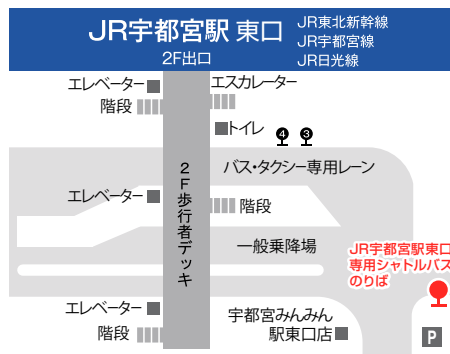 JR宇都宮駅 東口
JR東北新幹線
JR宇都宮線
JR日光線
2F出口
エレベーター
エスカレーター
階段
トイレ
④
③
バス・タクシー専用レーン
2F歩行者デッキ
エレベーター
階段
一般乗降場
JR宇都宮駅東口
専用シャトルバス
のりば
エレベーター
階段
宇都宮みんみん
駅東口店
P